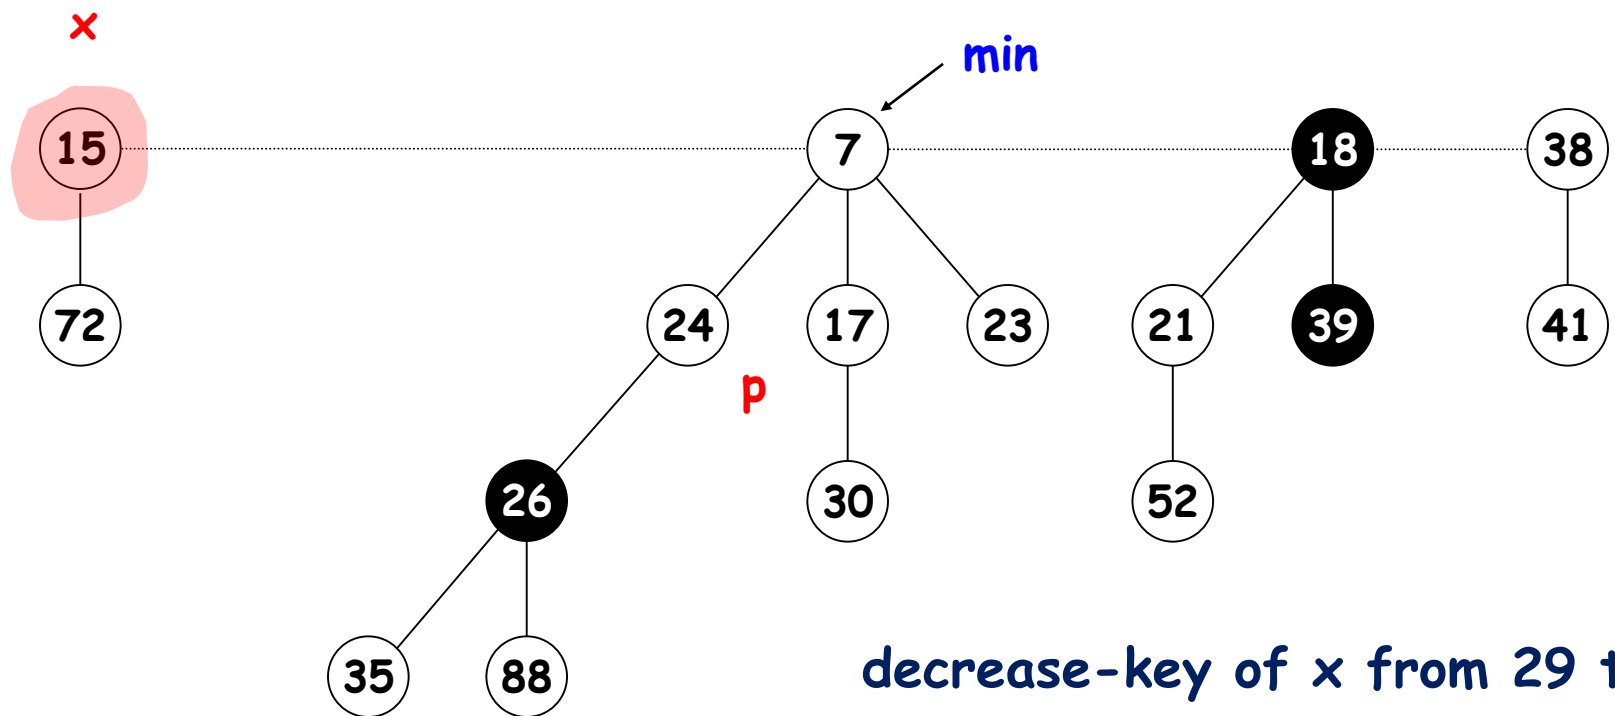 x
min
15 7 18 38
72 24 17 23 21 39 41
p
26 30 52
35 88
decrease-key of x from 29 t